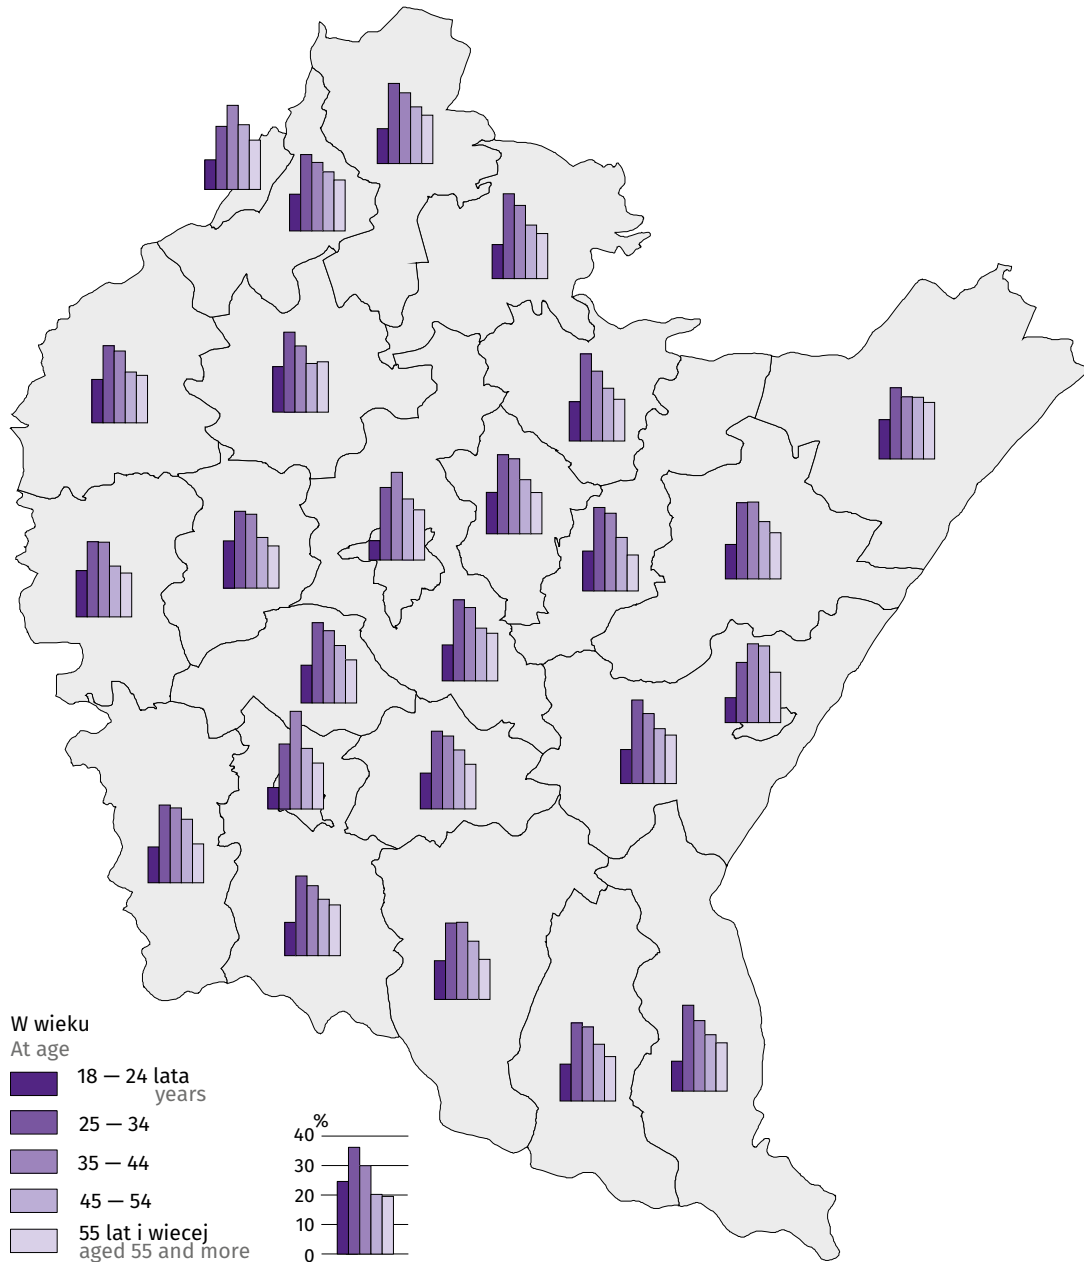 W wieku
At age
18 — 24 lata
years
25 — 34
35 — 44
45 — 54
55 lat i wiecej
aged 55 and more
%
40
30
20
10
0